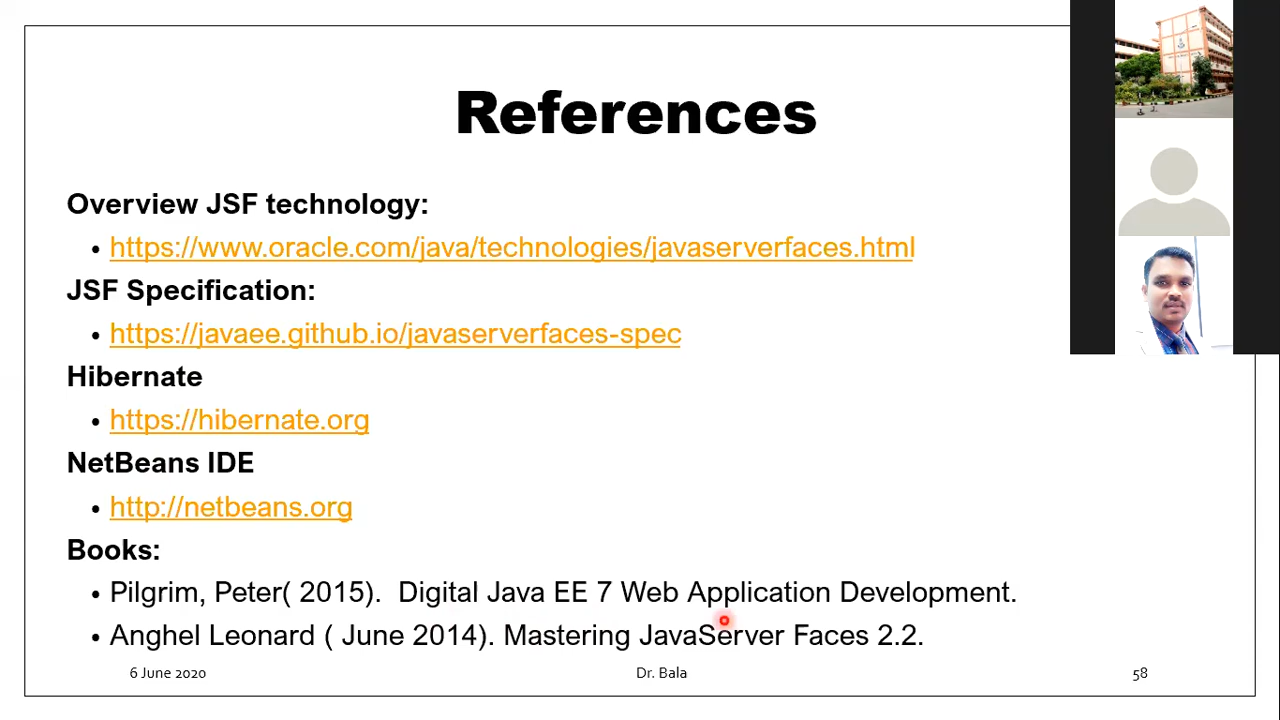 References
Overview JSF technology:
• https://www.oracle.com/java/technologies/javaserverfaces.html
JSF Specification:
• https://javaee.github.io/javaserverfaces-spec
Hibernate
• https://hibernate.org
NetBeans IDE
• http://netbeans.org
Books:
• Pilgrim, Peter( 2015).  Digital Java EE 7 Web Application Development.
• Anghel Leonard ( June 2014). Mastering JavaServer Faces 2.2.
6 June 2020
Dr. Bala
58